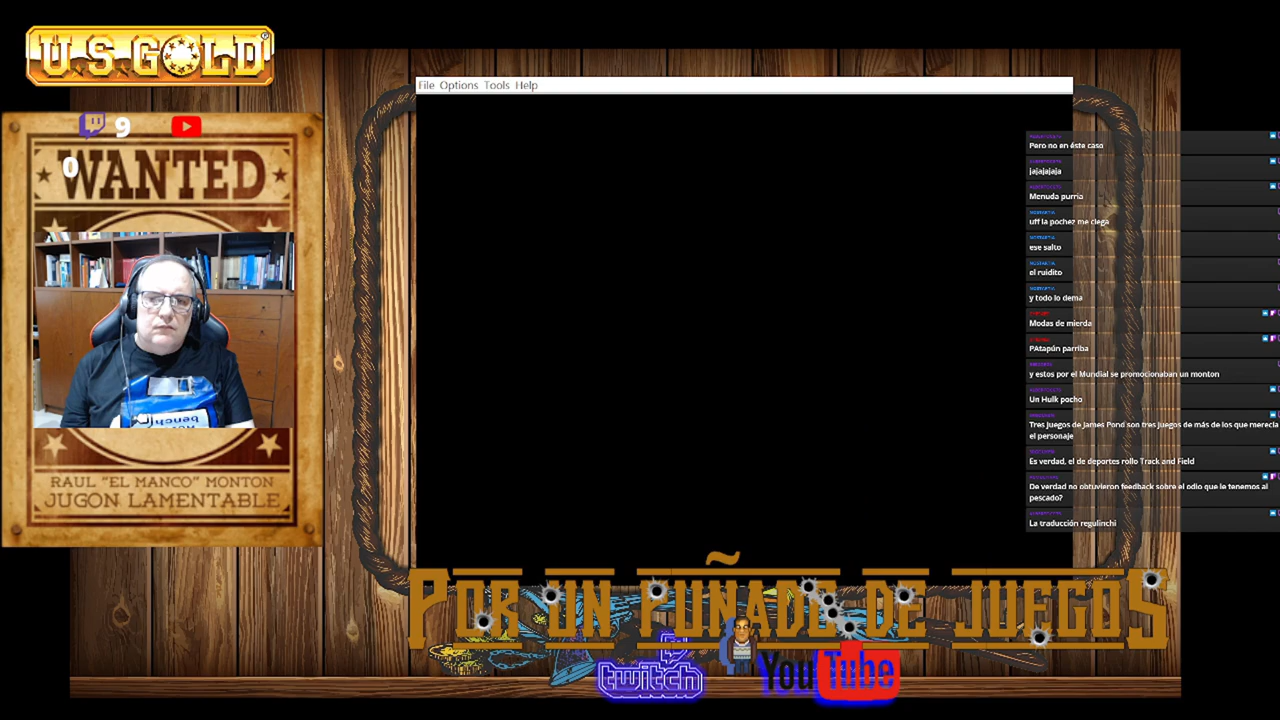 U.S. GOLD
File Options Tools Help
9
0
WANTED
RAUL "EL MANCO" MONTON
JUGON LAMENTABLE
Pero no en éste caso
jajajajaja
Menuda purria
uff la pochez me ciega
ese salto
el ruidito
y todo lo dema
Modas de mierda
PAtapún parriba
y estos por el Mundial se promocionaban un monton
Un Hulk pocho
Tres juegos de James Pond son tres juegos de más de los que merecia
el personaje
Es verdad, el de deportes rollo Track and Field
De verdad no obtuvieron feedback sobre el odio que le tenemos al
pescado?
La traducción regulinchi
POR UN PUÑADO DE JUEGOS
twitch
YouTube